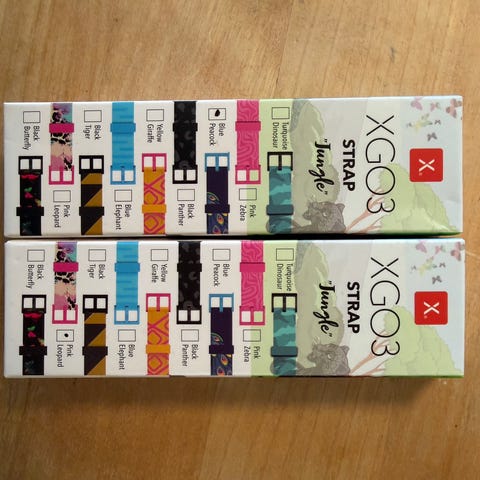 X
XGO3
STRAP
"Jungle"
Turquoise
Dinosaur
Pink
Zebra
Blue
Peacock
Black
Panther
Yellow
Giraffe
Blue
Elephant
Black
Tiger
Pink
Leopard
Black
Butterfly
X
XGO3
STRAP
"Jungle"
Turquoise
Dinosaur
Pink
Zebra
Blue
Peacock
Black
Panther
Yellow
Giraffe
Blue
Elephant
Black
Tiger
Pink
Leopard
Black
Butterfly